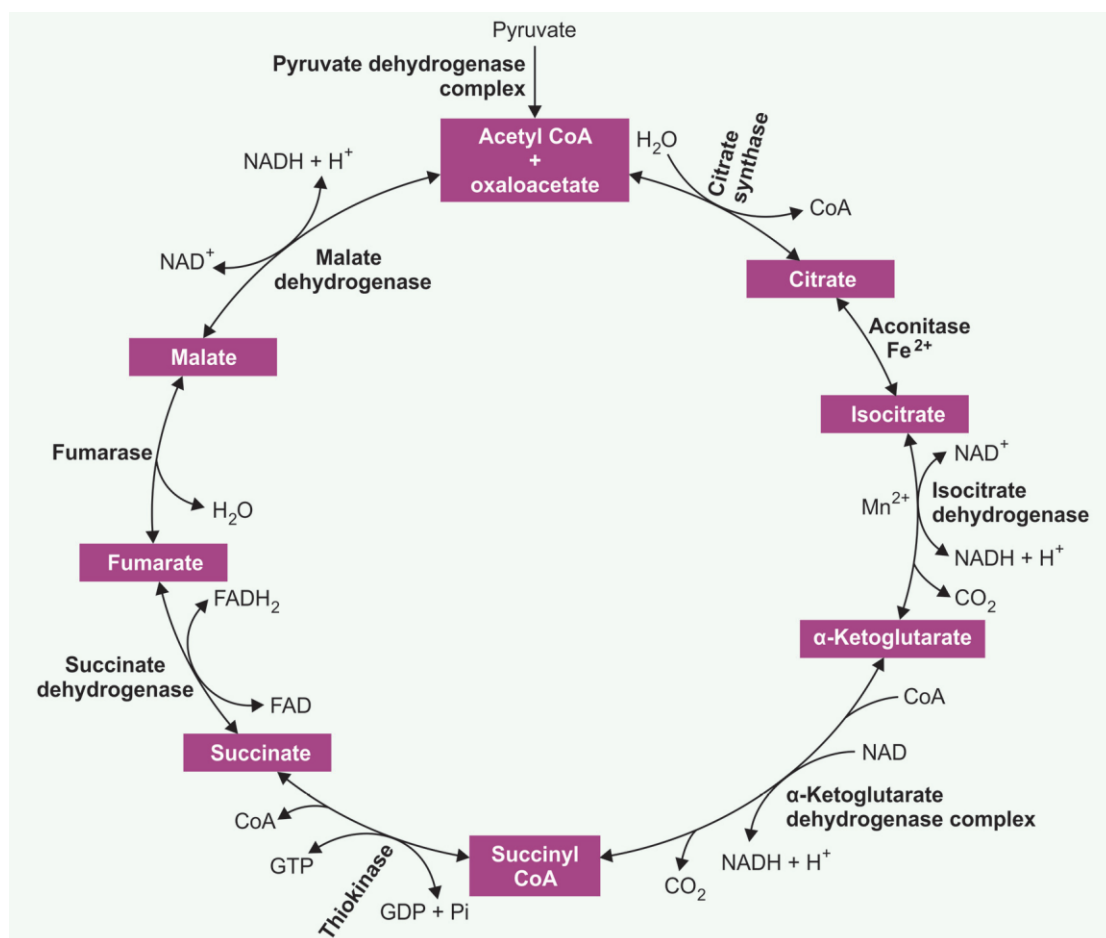 Pyruvate
Pyruvate dehydrogenase
complex
Acetyl CoA
+
oxaloacetate
H₂O
Citrate
synthase
CoA
Citrate
Aconitase
Fe²⁺
Isocitrate
NAD⁺
Mn²⁺
Isocitrate
dehydrogenase
NADH + H⁺
CO₂
α-Ketoglutarate
CoA
NAD
α-Ketoglutarate
dehydrogenase complex
NADH + H⁺
CO₂
Succinyl
CoA
GDP + Pi
Thiokinase
GTP
CoA
Succinate
FAD
Succinate
dehydrogenase
FADH₂
Fumarate
H₂O
Fumarase
Malate
NAD⁺
Malate
dehydrogenase
NADH + H⁺